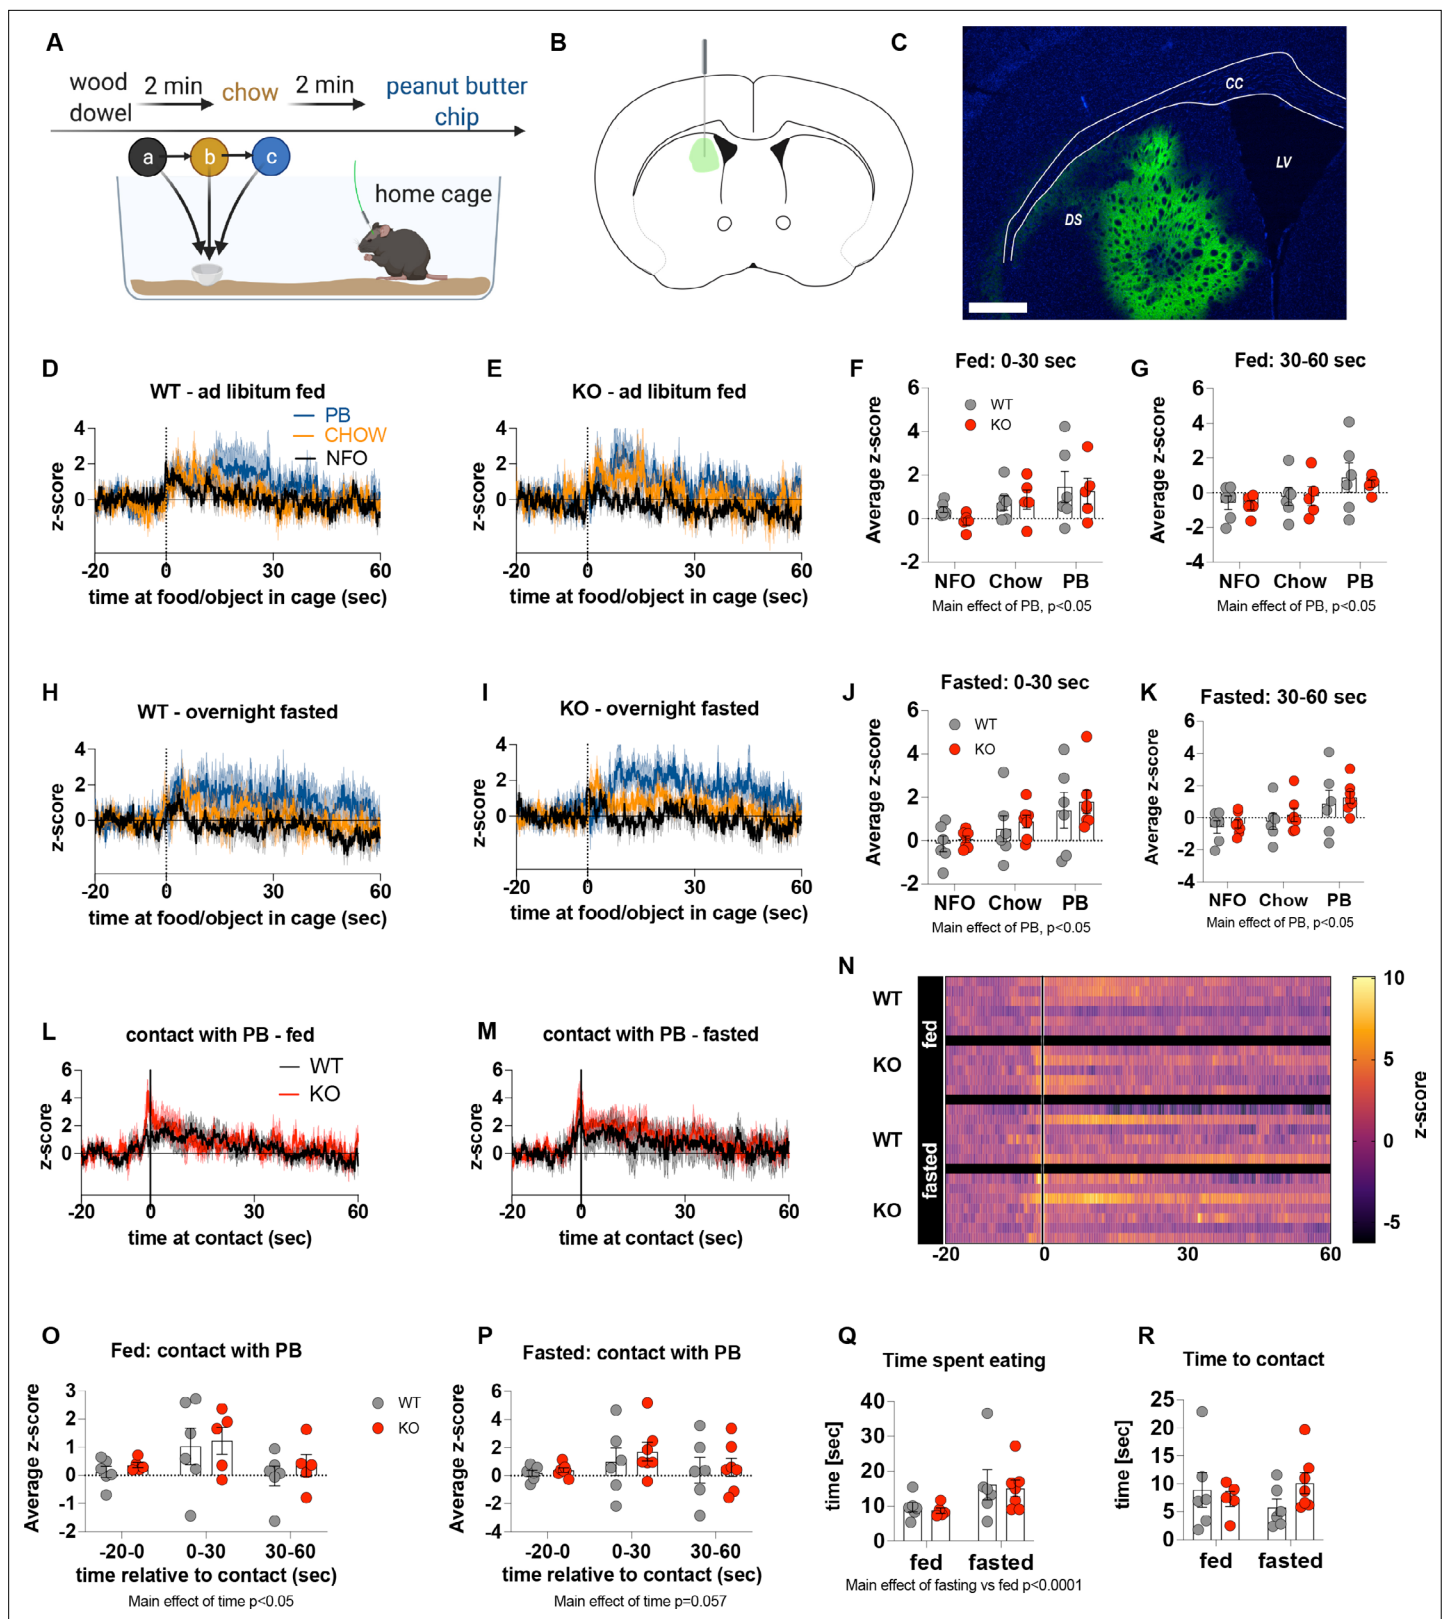 A
wood
dowel
2 min
chow
2 min
peanut butter
chip
a
b
c
home cage
B
C
CC
LV
DS
D
WT - ad libitum fed
PB
CHOW
NFO
z-score
4
2
0
-20
0
30
60
time at food/object in cage (sec)
E
KO - ad libitum fed
z-score
4
2
0
-20
0
30
60
time at food/object in cage (sec)
F
Fed: 0-30 sec
WT
KO
Average z-score
6
4
2
0
-2
NFO Chow PB
Main effect of PB, p<0.05
G
Fed: 30-60 sec
Average z-score
6
4
2
0
-2
-4
NFO Chow PB
Main effect of PB, p<0.05
H
WT - overnight fasted
z-score
4
2
0
-20
0
30
60
time at food/object in cage (sec)
I
KO - overnight fasted
z-score
4
2
0
-20
0
30
60
time at food/object in cage (sec)
J
Fasted: 0-30 sec
WT
KO
Average z-score
6
4
2
0
-2
NFO Chow PB
Main effect of PB, p<0.05
K
Fasted: 30-60 sec
Average z-score
6
4
2
0
-2
-4
NFO Chow PB
Main effect of PB, p<0.05
L
contact with PB - fed
WT
KO
z-score
6
4
2
0
-20
0
30
60
time at contact (sec)
M
contact with PB - fasted
z-score
6
4
2
0
-20
0
30
60
time at contact (sec)
N
WT
KO
WT
KO
fed
fasted
-20
0
30
60
10
5
0
-5
z-score
O
Fed: contact with PB
WT
KO
Average z-score
3
2
1
0
-1
-2
-20-0 0-30 30-60
time relative to contact (sec)
Main effect of time p<0.05
P
Fasted: contact with PB
Average z-score
6
4
2
0
-2
-4
-20-0 0-30 30-60
time relative to contact (sec)
Main effect of time p=0.057
Q
Time spent eating
time [sec]
40
30
20
10
0
fed fasted
Main effect of fasting vs fed p<0.0001
R
Time to contact
time [sec]
25
20
15
10
5
0
fed fasted